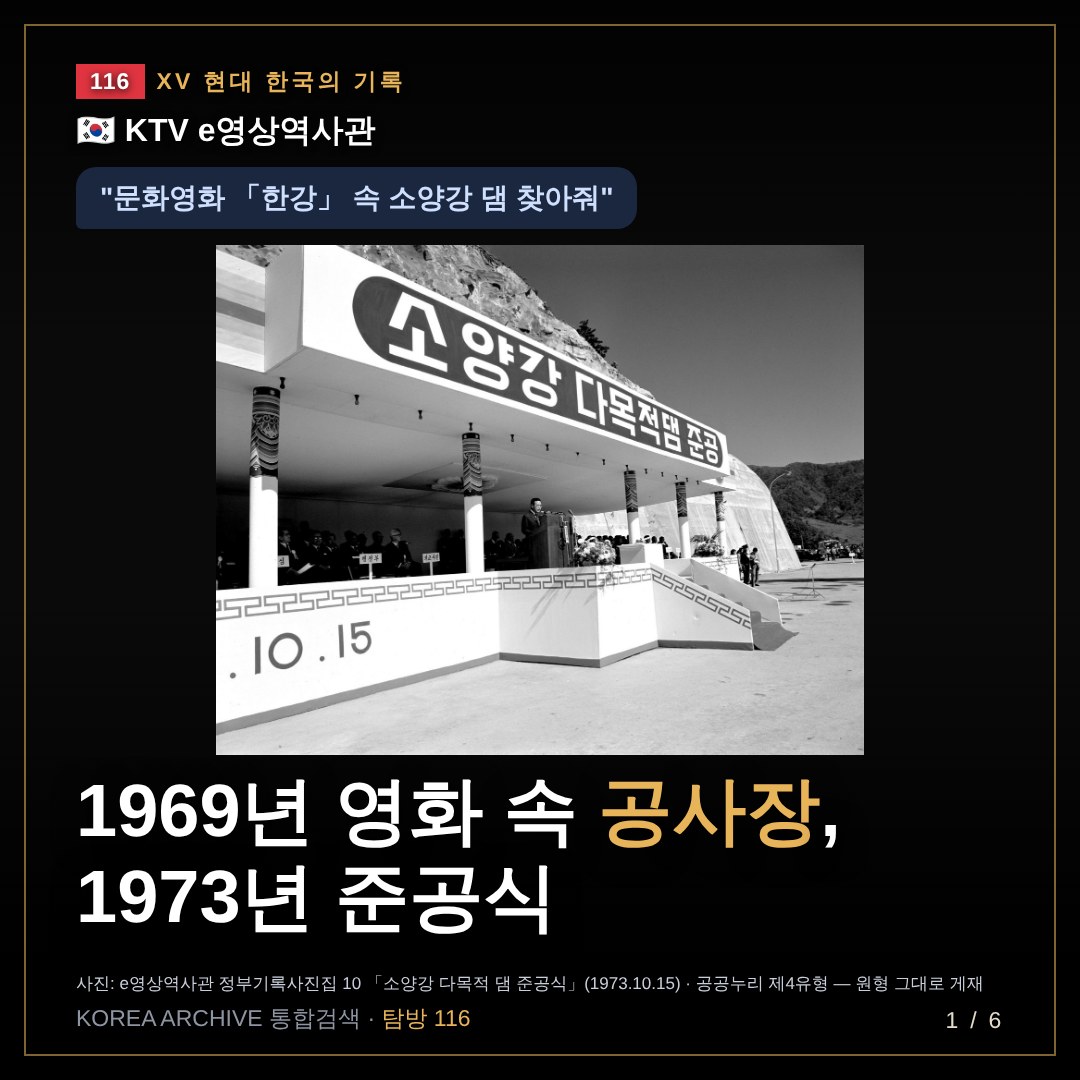 116 XV 현대 한국의 기록
🇰🇷 KTV e영상역사관
"문화영화 「한강」 속 소양강 댐 찾아줘"
소양강 다목적댐 준공
. 10 . 15
1969년 영화 속 공사장,
1973년 준공식
사진: e영상역사관 정부기록사진집 10 「소양강 다목적 댐 준공식」(1973.10.15) · 공공누리 제4유형 — 원형 그대로 게재
KOREA ARCHIVE 통합검색 · 탐방 116
1 / 6